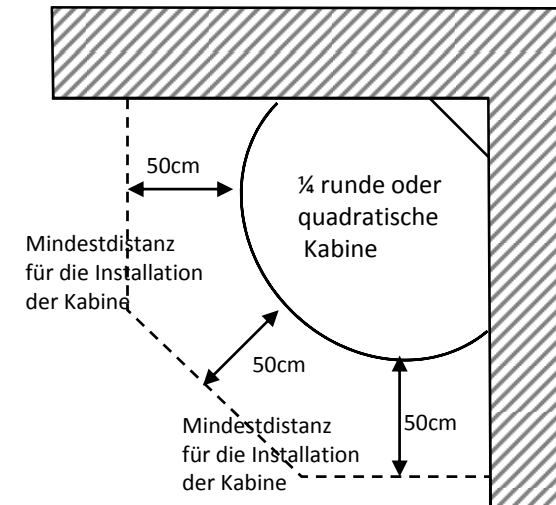 50cm
¼ runde oder
quadratische
Kabine
Mindestdistanz
für die Installation
der Kabine
50cm
50cm
Mindestdistanz
für die Installation
der Kabine